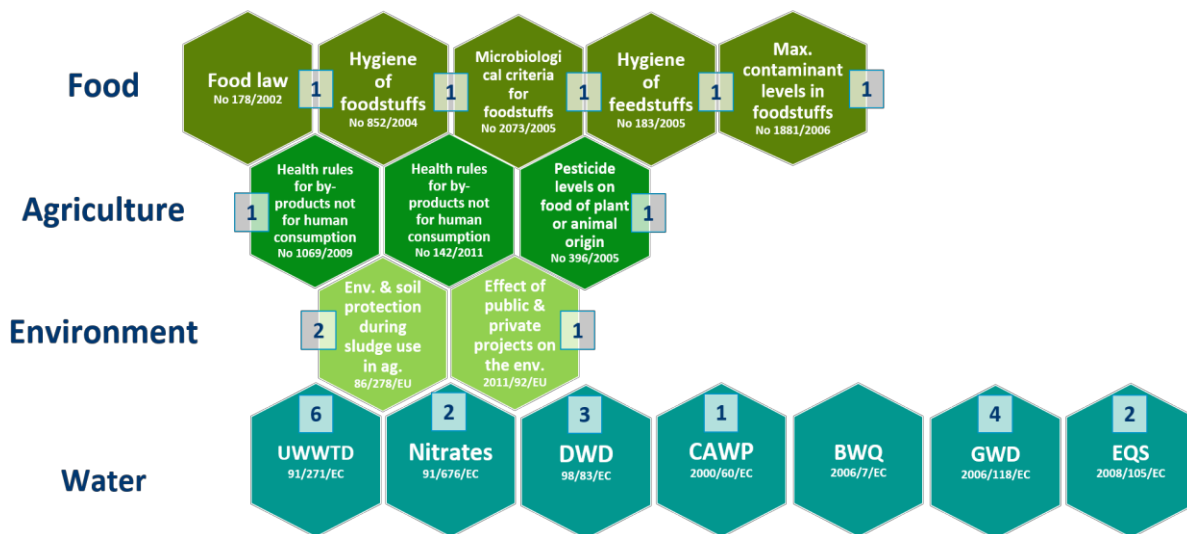 Food
Food law
No 178/2002
1
Hygiene
of
foodstuffs
No 852/2004
1
Microbiologi
cal criteria
for
foodstuffs
No 2073/2005
1
Hygiene
of
feedstuffs
No 183/2005
1
Max.
contaminant
levels in
foodstuffs
No 1881/2006
1
Agriculture
1
Health rules
for by-
products not
for human
consumption
No 1069/2009
Health rules
for by-
products not
for human
consumption
No 142/2011
Pesticide
levels on
food of plant
or animal
origin
No 396/2005
1
Environment
2
Env. & soil
protection
during
sludge use
in ag.
86/278/EU
Effect of
public &
private
projects on
the env.
2011/92/EU
1
Water
6
UWWTD
91/271/EC
2
Nitrates
91/676/EC
3
DWD
98/83/EC
1
CAWP
2000/60/EC
BWQ
2006/7/EC
4
GWD
2006/118/EC
2
EQS
2008/105/EC